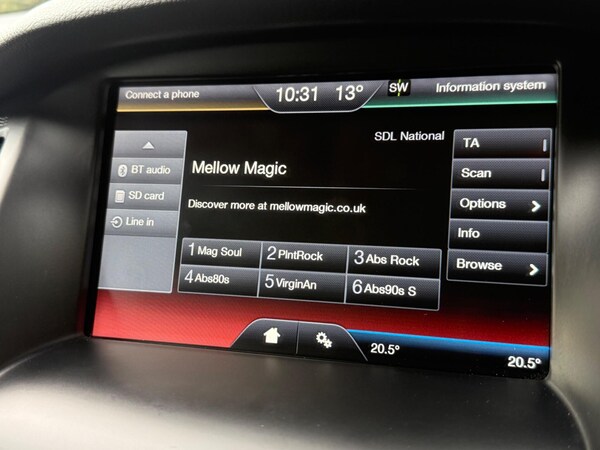 Connect a phone
10:31 13°
SW
Information system
SDL National
BT audio
SD card
Line in
Mellow Magic
Discover more at mellowmagic.co.uk
1 Mag Soul
2 PlntRock
3 Abs Rock
4 Abs80s
5 VirginAn
6 Abs90s S
TA
Scan
Options
Info
Browse
20.5°
20.5°